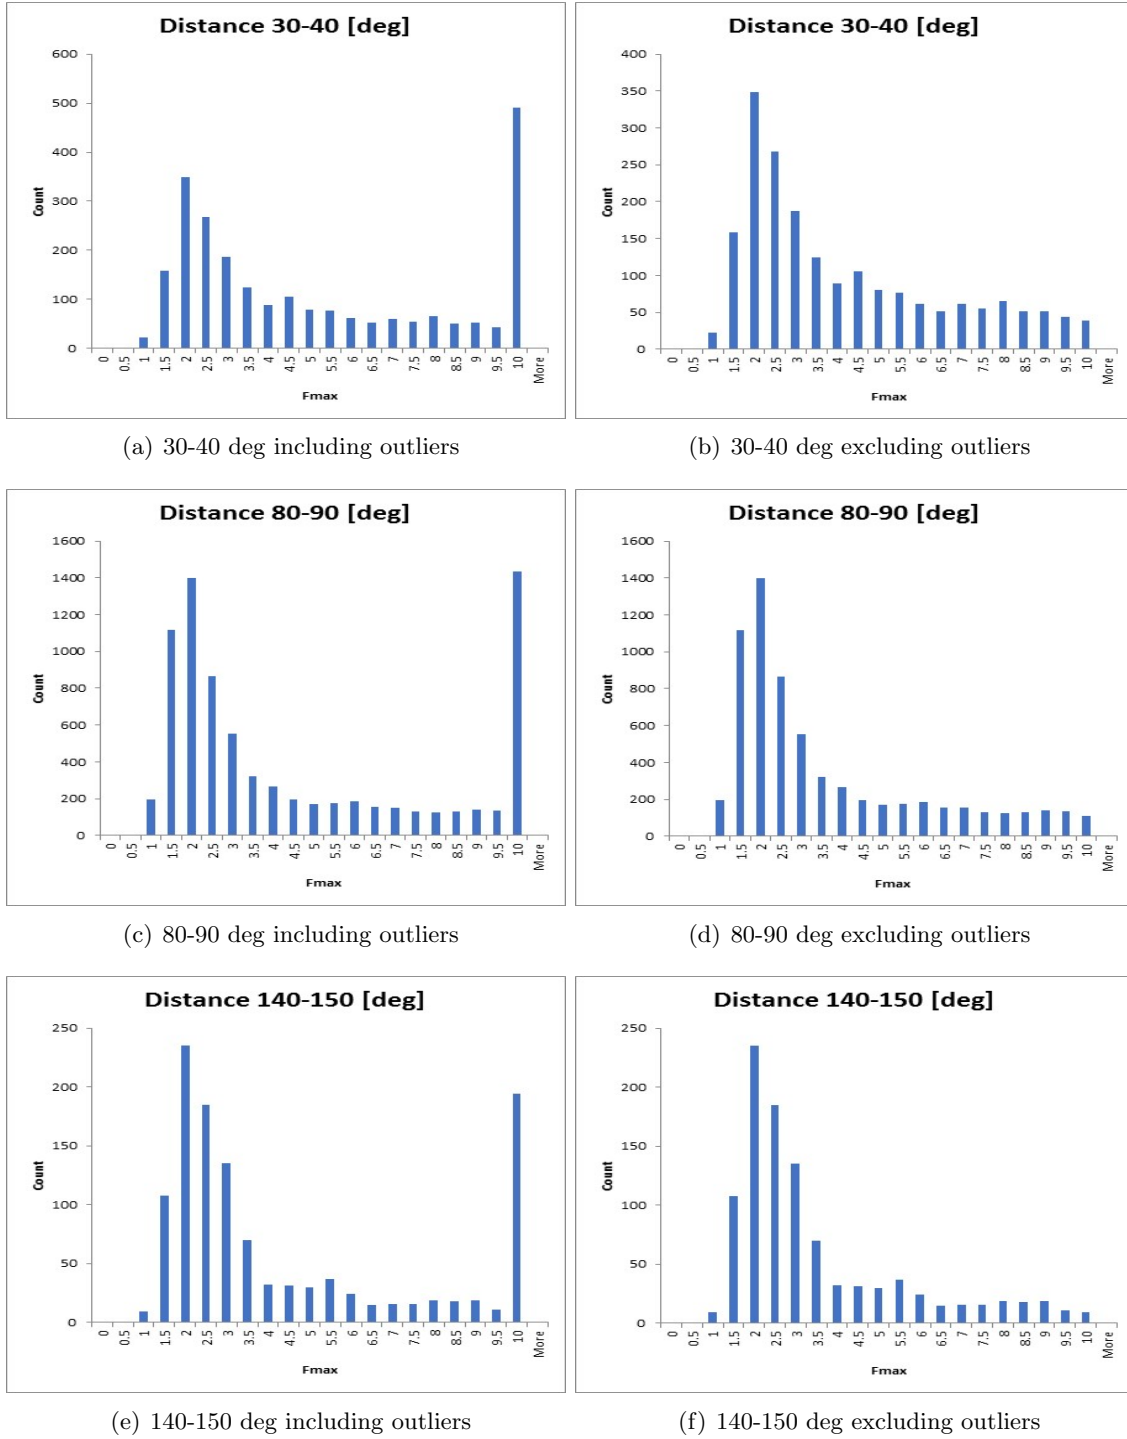 Distance 30-40 [deg]
600
500
400
300
200
100
0
Count
0 0.5 1 1.5 2 2.5 3 3.5 4 4.5 5 5.5 6 6.5 7 7.5 8 8.5 9 9.5 10 More
Fmax
(a) 30-40 deg including outliers
Distance 30-40 [deg]
400
350
300
250
200
150
100
50
0
Count
0 0.5 1 1.5 2 2.5 3 3.5 4 4.5 5 5.5 6 6.5 7 7.5 8 8.5 9 9.5 10 More
Fmax
(b) 30-40 deg excluding outliers
Distance 80-90 [deg]
1600
1400
1200
1000
800
600
400
200
0
Count
0 0.5 1 1.5 2 2.5 3 3.5 4 4.5 5 5.5 6 6.5 7 7.5 8 8.5 9 9.5 10 More
Fmax
(c) 80-90 deg including outliers
Distance 80-90 [deg]
1600
1400
1200
1000
800
600
400
200
0
Count
0 0.5 1 1.5 2 2.5 3 3.5 4 4.5 5 5.5 6 6.5 7 7.5 8 8.5 9 9.5 10 More
Fmax
(d) 80-90 deg excluding outliers
Distance 140-150 [deg]
250
200
150
100
50
0
Count
0 0.5 1 1.5 2 2.5 3 3.5 4 4.5 5 5.5 6 6.5 7 7.5 8 8.5 9 9.5 10 More
Fmax
(e) 140-150 deg including outliers
Distance 140-150 [deg]
250
200
150
100
50
0
Count
0 0.5 1 1.5 2 2.5 3 3.5 4 4.5 5 5.5 6 6.5 7 7.5 8 8.5 9 9.5 10 More
Fmax
(f) 140-150 deg excluding outliers